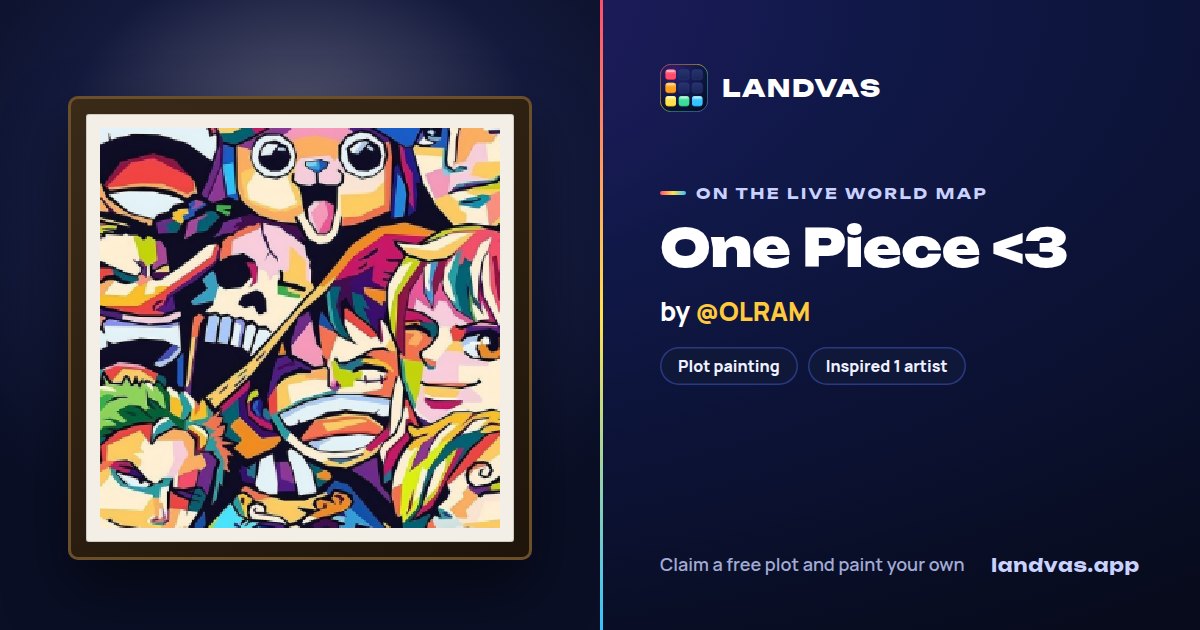 LANDVAS
ON THE LIVE WORLD MAP
One Piece <3
by @OLRAM
Plot painting
Inspired 1 artist
Claim a free plot and paint your own
landvas.app